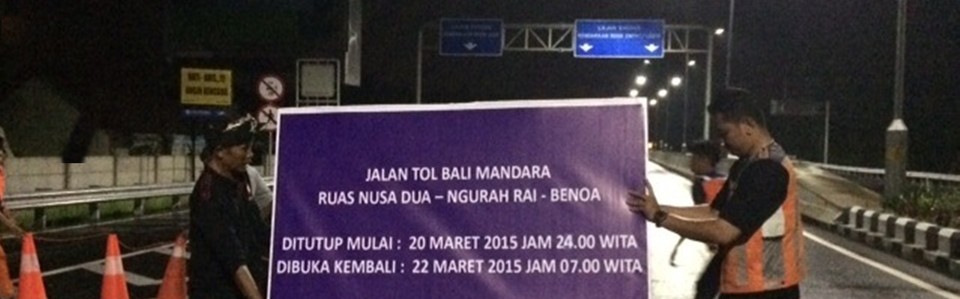 JALAN TOL BALI MANDARA
RUAS NUSA DUA – NGURAH RAI - BENOA
DITUTUP MULAI : 20 MARET 2015 JAM 24.00 WITA
DIBUKA KEMBALI : 22 MARET 2015 JAM 07.00 WITA